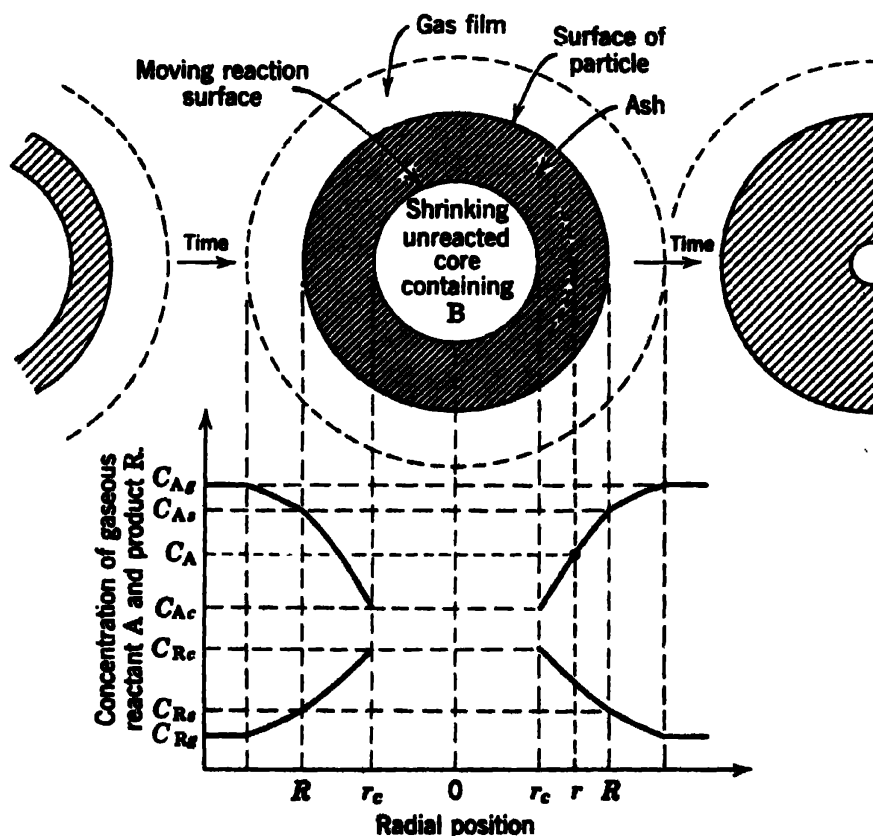 Gas film
Moving reaction
surface
Surface of
particle
Ash
Time
Shrinking
unreacted
core
containing
B
Time
Concentration of gaseous
reactant A and product R.
C_Ag
C_As
C_A
C_Ac
C_Rc
C_Rs
C_Rg
R
r_c
0
r_c
r
R
Radial position